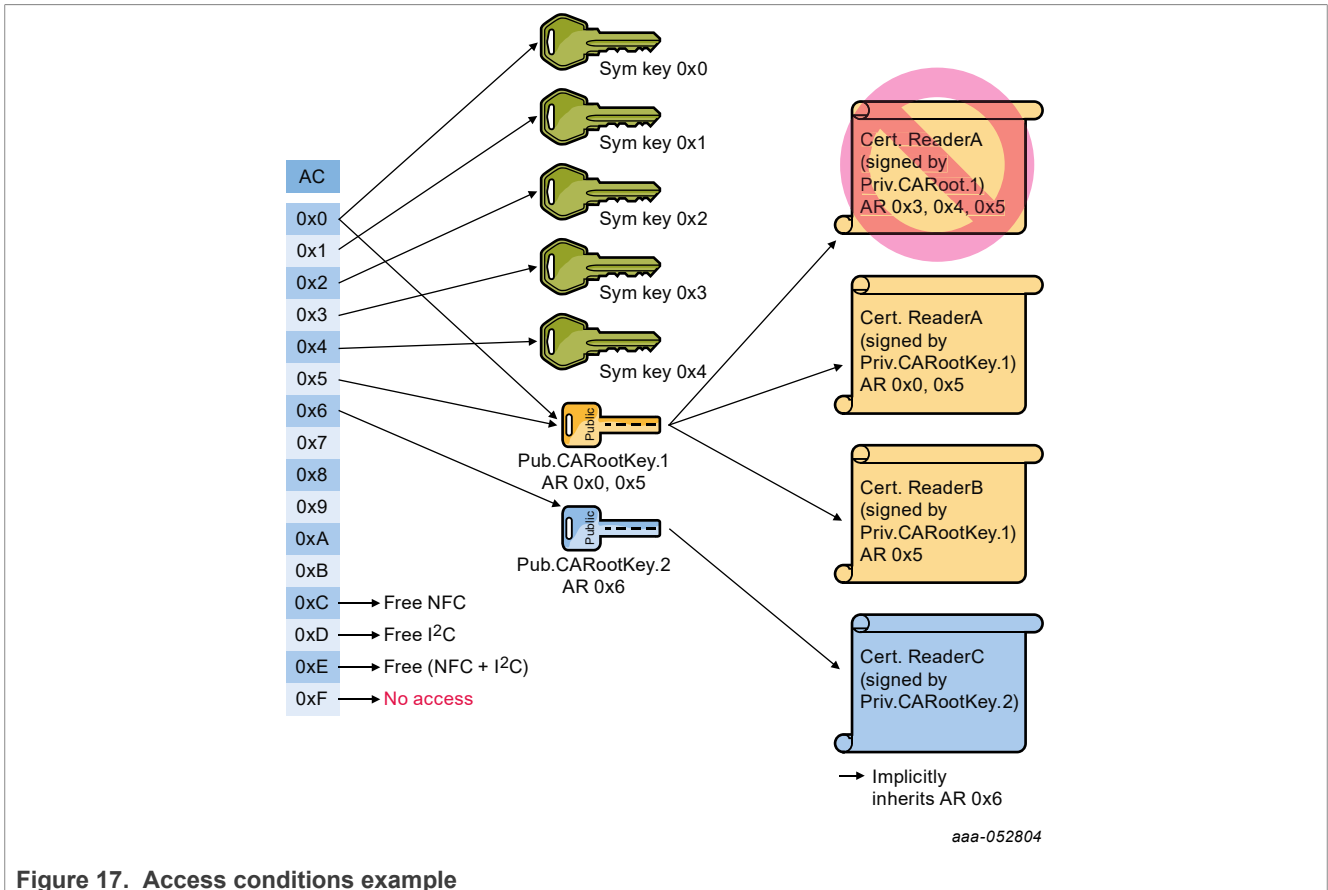 AC
0x0
0x1
0x2
0x3
0x4
0x5
0x6
0x7
0x8
0x9
0xA
0xB
0xC
Free NFC
0xD
Free I²C
0xE
Free (NFC + I²C)
0xF
No access
Sym key 0x0
Sym key 0x1
Sym key 0x2
Sym key 0x3
Sym key 0x4
Public
Pub.CARootKey.1
AR 0x0, 0x5
Public
Pub.CARootKey.2
AR 0x6
Cert. ReaderA
(signed by
Priv.CARoot.1)
AR 0x3, 0x4, 0x5
Cert. ReaderA
(signed by
Priv.CARootKey.1)
AR 0x0, 0x5
Cert. ReaderB
(signed by
Priv.CARootKey.1)
AR 0x5
Cert. ReaderC
(signed by
Priv.CARootKey.2)
Implicitly
inherits AR 0x6
aaa-052804
Figure 17. Access conditions example